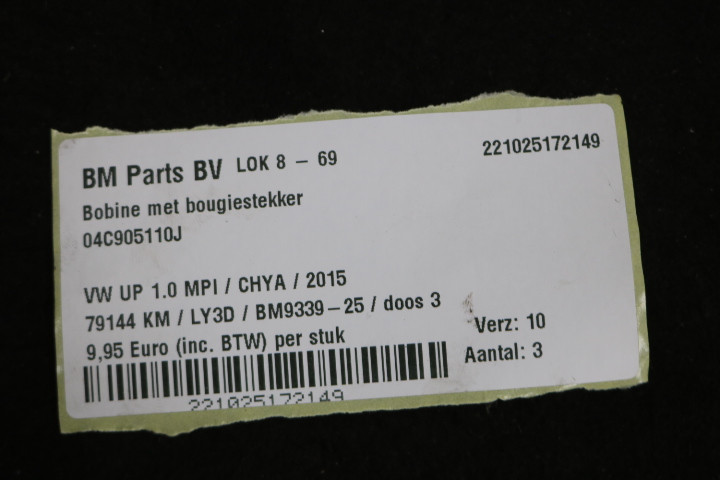 BM Parts BV LOK 8 - 69
221025172149
Bobine met bougiestekker
04C905110J
VW UP 1.0 MPI / CHYA / 2015
79144 KM / LY3D / BM9339-25 / doos 3
Verz: 10
9,95 Euro (inc. BTW) per stuk
Aantal: 3
221025172149